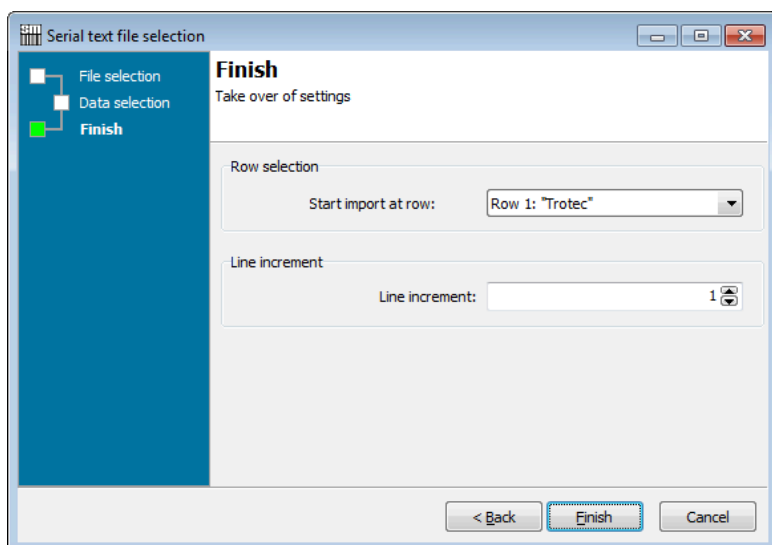 Serial text file selection
File selection
Data selection
Finish
Finish
Take over of settings
Row selection
Start import at row: Row 1: "Trotec"
Line increment
Line increment: 1
< Back Finish Cancel